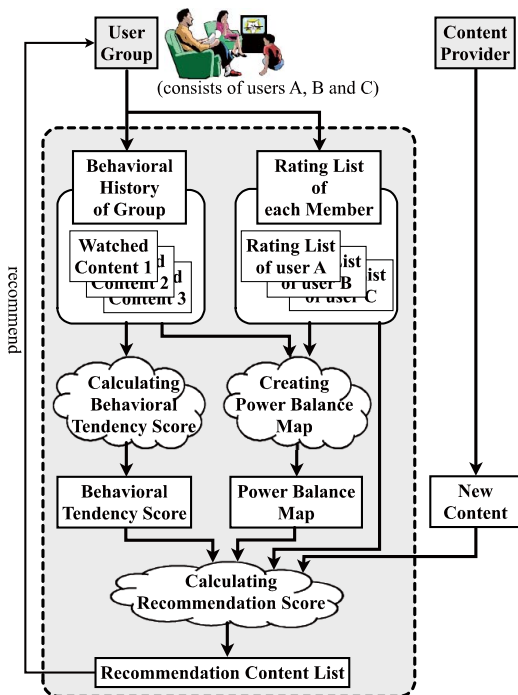 User
Group
(consists of users A, B and C)
Content
Provider
Behavioral
History
of Group
Rating List
of
each Member
Watched
Content 1
Content 2
Content 3
Rating List
of user A
List
of user B
List
of user C
recommend
Calculating
Behavioral
Tendency Score
Creating
Power Balance
Map
Behavioral
Tendency Score
Power Balance
Map
New
Content
Calculating
Recommendation Score
Recommendation Content List